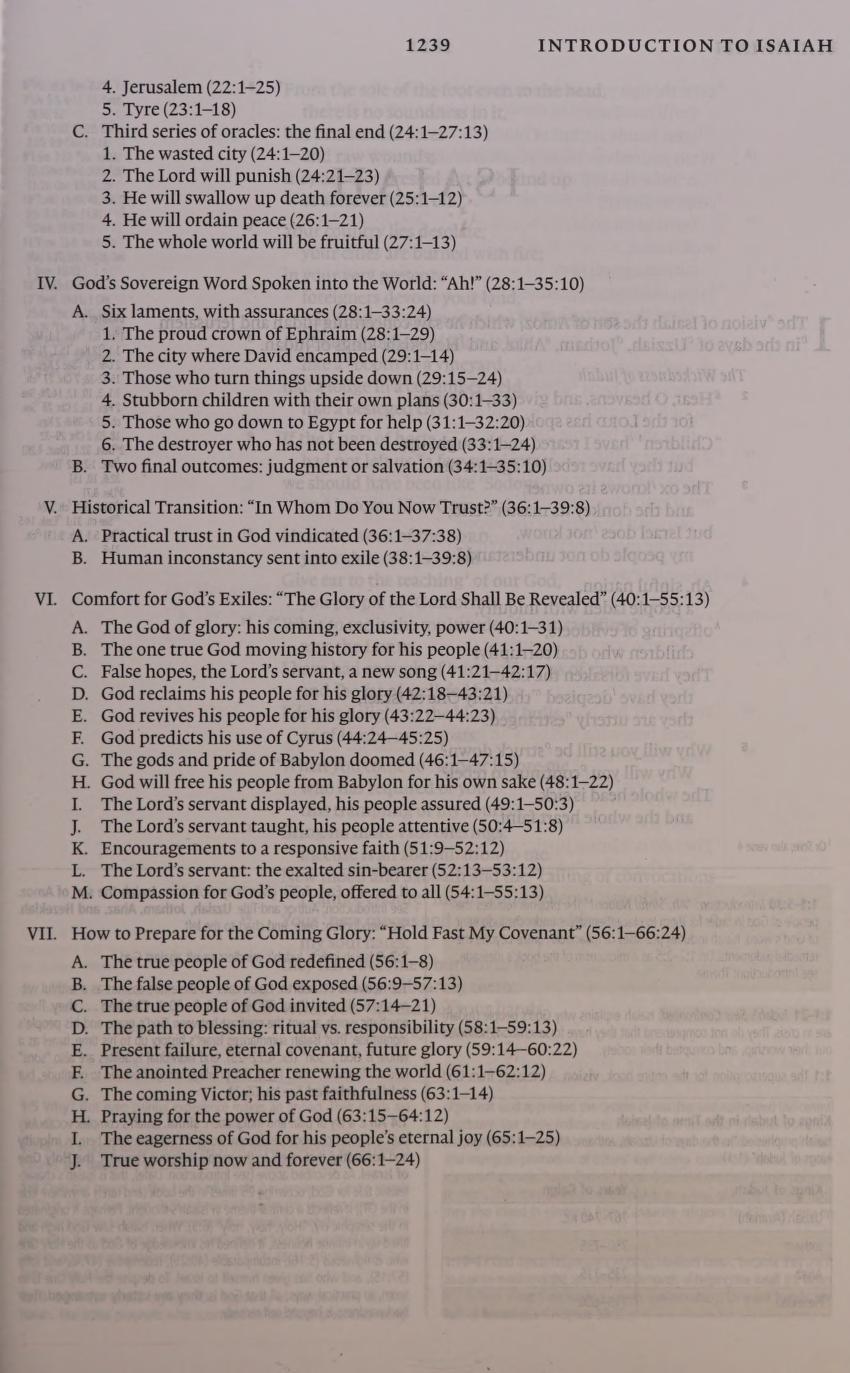 1239 INTRODUCTION TO ISAIAH
4. Jerusalem (22:1–25)
5. Tyre (23:1–18)
C. Third series of oracles: the final end (24:1–27:13)
1. The wasted city (24:1–20)
2. The Lord will punish (24:21–23)
3. He will swallow up death forever (25:1–12)
4. He will ordain peace (26:1–21)
5. The whole world will be fruitful (27:1–13)
IV. God’s Sovereign Word Spoken into the World: “Ah!” (28:1–35:10)
A. Six laments, with assurances (28:1–33:24)
1. The proud crown of Ephraim (28:1–29)
2. The city where David encamped (29:1–14)
3. Those who turn things upside down (29:15–24)
4. Stubborn children with their own plans (30:1–33)
5. Those who go down to Egypt for help (31:1–32:20)
6. The destroyer who has not been destroyed (33:1–24)
B. Two final outcomes: judgment or salvation (34:1–35:10)
V. Historical Transition: “In Whom Do You Now Trust?” (36:1–39:8)
A. Practical trust in God vindicated (36:1–37:38)
B. Human inconstancy sent into exile (38:1–39:8)
VI. Comfort for God’s Exiles: “The Glory of the Lord Shall Be Revealed” (40:1–55:13)
A. The God of glory: his coming, exclusivity, power (40:1–31)
B. The one true God moving history for his people (41:1–20)
C. False hopes, the Lord’s servant, a new song (41:21–42:17)
D. God reclaims his people for his glory (42:18–43:21)
E. God revives his people for his glory (43:22–44:23)
F. God predicts his use of Cyrus (44:24–45:25)
G. The gods and pride of Babylon doomed (46:1–47:15)
H. God will free his people from Babylon for his own sake (48:1–22)
I. The Lord’s servant displayed, his people assured (49:1–50:3)
J. The Lord’s servant taught, his people attentive (50:4–51:8)
K. Encouragements to a responsive faith (51:9–52:12)
L. The Lord’s servant: the exalted sin-bearer (52:13–53:12)
M. Compassion for God’s people, offered to all (54:1–55:13)
VII. How to Prepare for the Coming Glory: “Hold Fast My Covenant” (56:1–66:24)
A. The true people of God redefined (56:1–8)
B. The false people of God exposed (56:9–57:13)
C. The true people of God invited (57:14–21)
D. The path to blessing: ritual vs. responsibility (58:1–59:13)
E. Present failure, eternal covenant, future glory (59:14–60:22)
F. The anointed Preacher renewing the world (61:1–62:12)
G. The coming Victor; his past faithfulness (63:1–14)
H. Praying for the power of God (63:15–64:12)
I. The eagerness of God for his people’s eternal joy (65:1–25)
J. True worship now and forever (66:1–24)